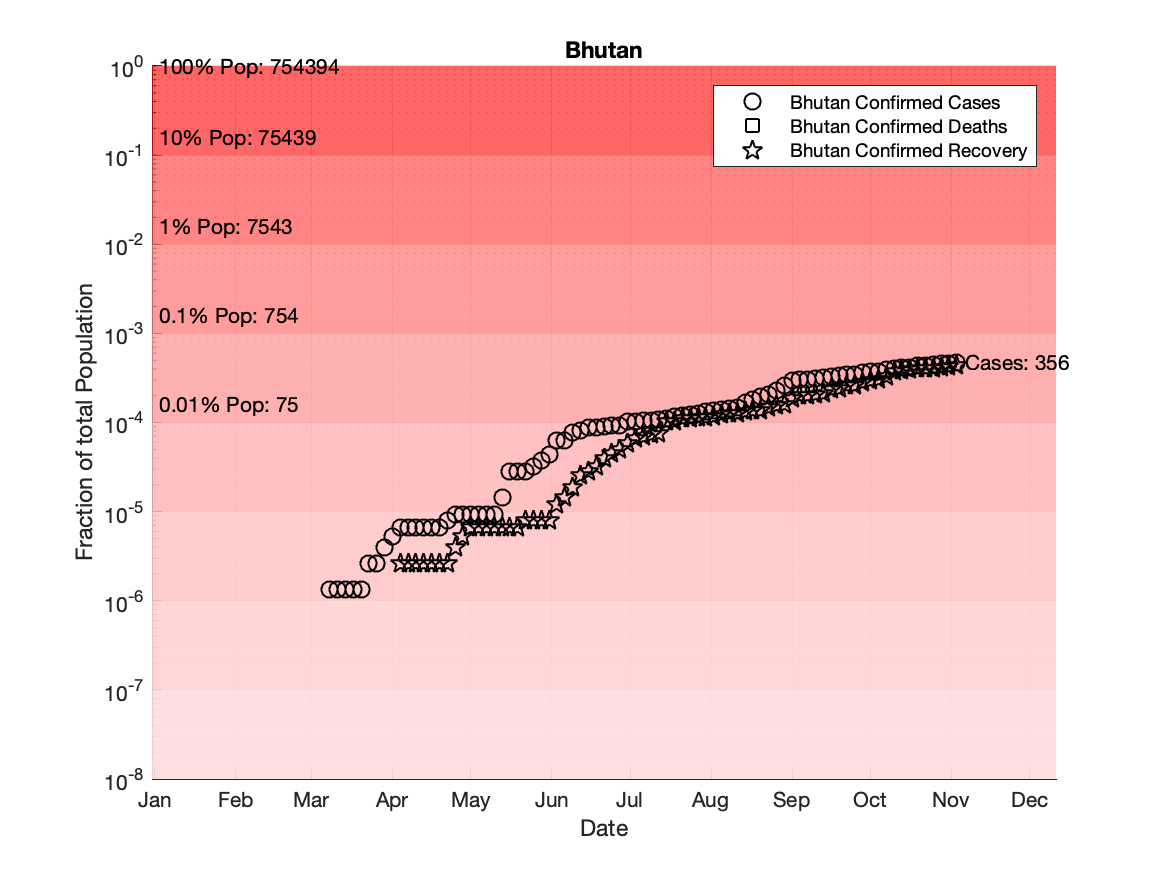 Bhutan
Fraction of total Population
10^0
10^-1
10^-2
10^-3
10^-4
10^-5
10^-6
10^-7
10^-8
100% Pop: 754394
10% Pop: 75439
1% Pop: 7543
0.1% Pop: 754
0.01% Pop: 75
Bhutan Confirmed Cases
Bhutan Confirmed Deaths
Bhutan Confirmed Recovery
Cases: 356
Jan Feb Mar Apr May Jun Jul Aug Sep Oct Nov Dec
Date